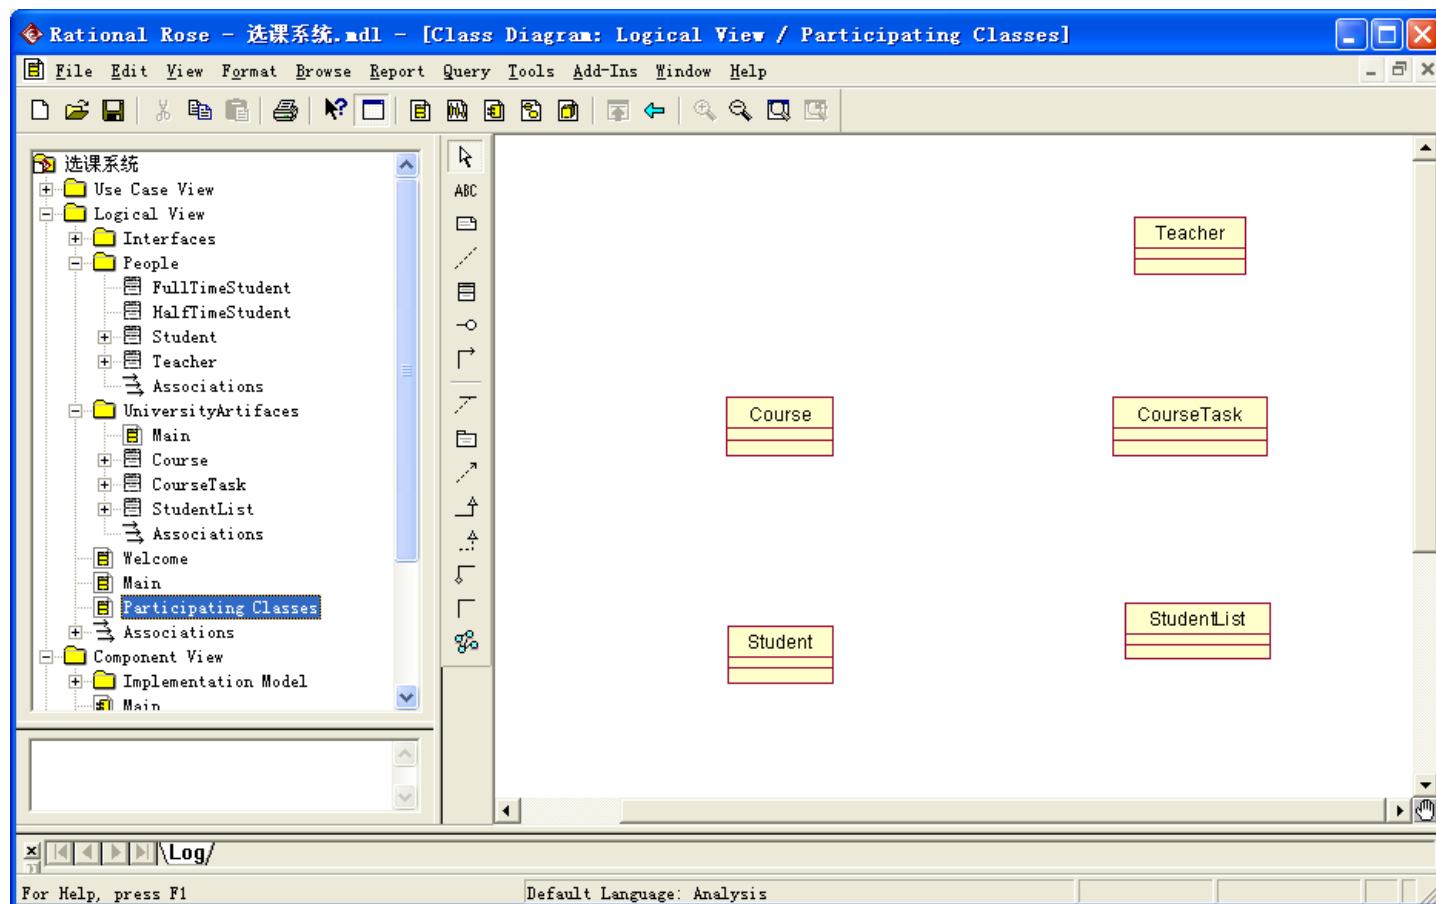 Rational Rose - 选课系统.mdl - [Class Diagram: Logical View / Participating Classes]
File Edit View Format Browse Report Query Tools Add-Ins Window Help
选课系统
Use Case View
Logical View
Interfaces
People
FullTimeStudent
HalfTimeStudent
Student
Teacher
Associations
UniversityArtifaces
Main
Course
CourseTask
StudentList
Associations
Welcome
Main
Participating Classes
Associations
Component View
Implementation Model
Main
ABC
Teacher
Course
CourseTask
Student
StudentList
Log
For Help, press F1
Default Language: Analysis